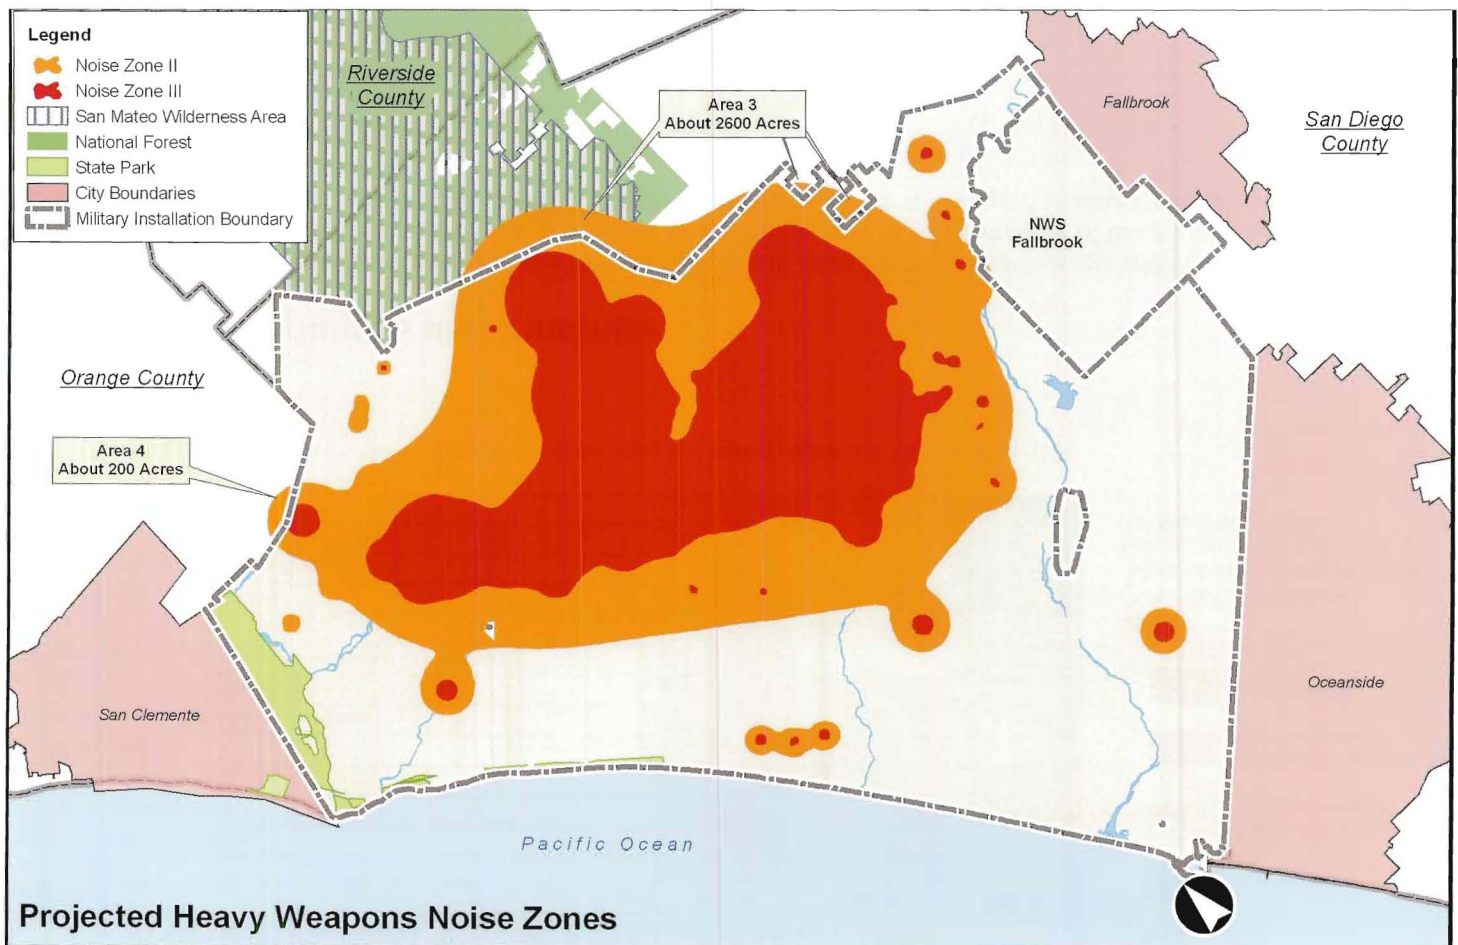 Legend
Noise Zone II
Noise Zone III
San Mateo Wilderness Area
National Forest
State Park
City Boundaries
Military Installation Boundary
Riverside
County
Area 3
About 2600 Acres
Fallbrook
San Diego
County
NWS
Fallbrook
Orange County
Area 4
About 200 Acres
San Clemente
Oceanside
Pacific Ocean
Projected Heavy Weapons Noise Zones